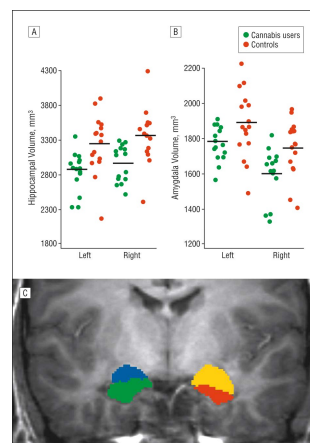 Cannabis users
Controls
A
Hippocampal Volume, mm3
4300
3800
3300
2800
2300
1800
Left
Right
B
Amygdala Volume, mm3
2200
2000
1800
1600
1400
1200
Left
Right
C